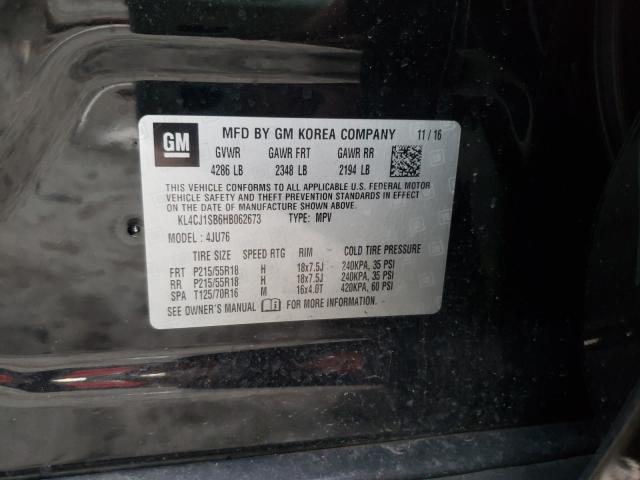 GM MFD BY GM KOREA COMPANY 11/16
GVWR GAWR FRT GAWR RR
4286 LB 2348 LB 2194 LB
THIS VEHICLE CONFORMS TO ALL APPLICABLE U.S. FEDERAL MOTOR
VEHICLE SAFETY, BUMPER, AND THEFT PREVENTION STANDARDS IN EFFECT
ON THE DATE OF MANUFACTURE SHOWN ABOVE.
KL4CJ1SB6HB062673 TYPE: MPV
MODEL: 4JU76
TIRE SIZE SPEED RTG RIM COLD TIRE PRESSURE
FRT P215/55R18 H 18x7.5J 240KPA, 35 PSI
RR P215/55R18 H 18x7.5J 240KPA, 35 PSI
SPA T125/70R16 M 16x4.0T 420KPA, 60 PSI
SEE OWNER'S MANUAL FOR MORE INFORMATION.